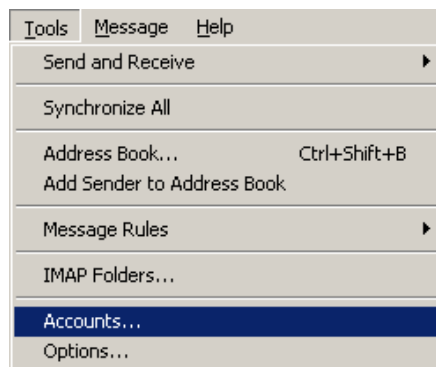 Tools Message Help
Send and Receive
Synchronize All
Address Book... Ctrl+Shift+B
Add Sender to Address Book
Message Rules
IMAP Folders...
Accounts...
Options...